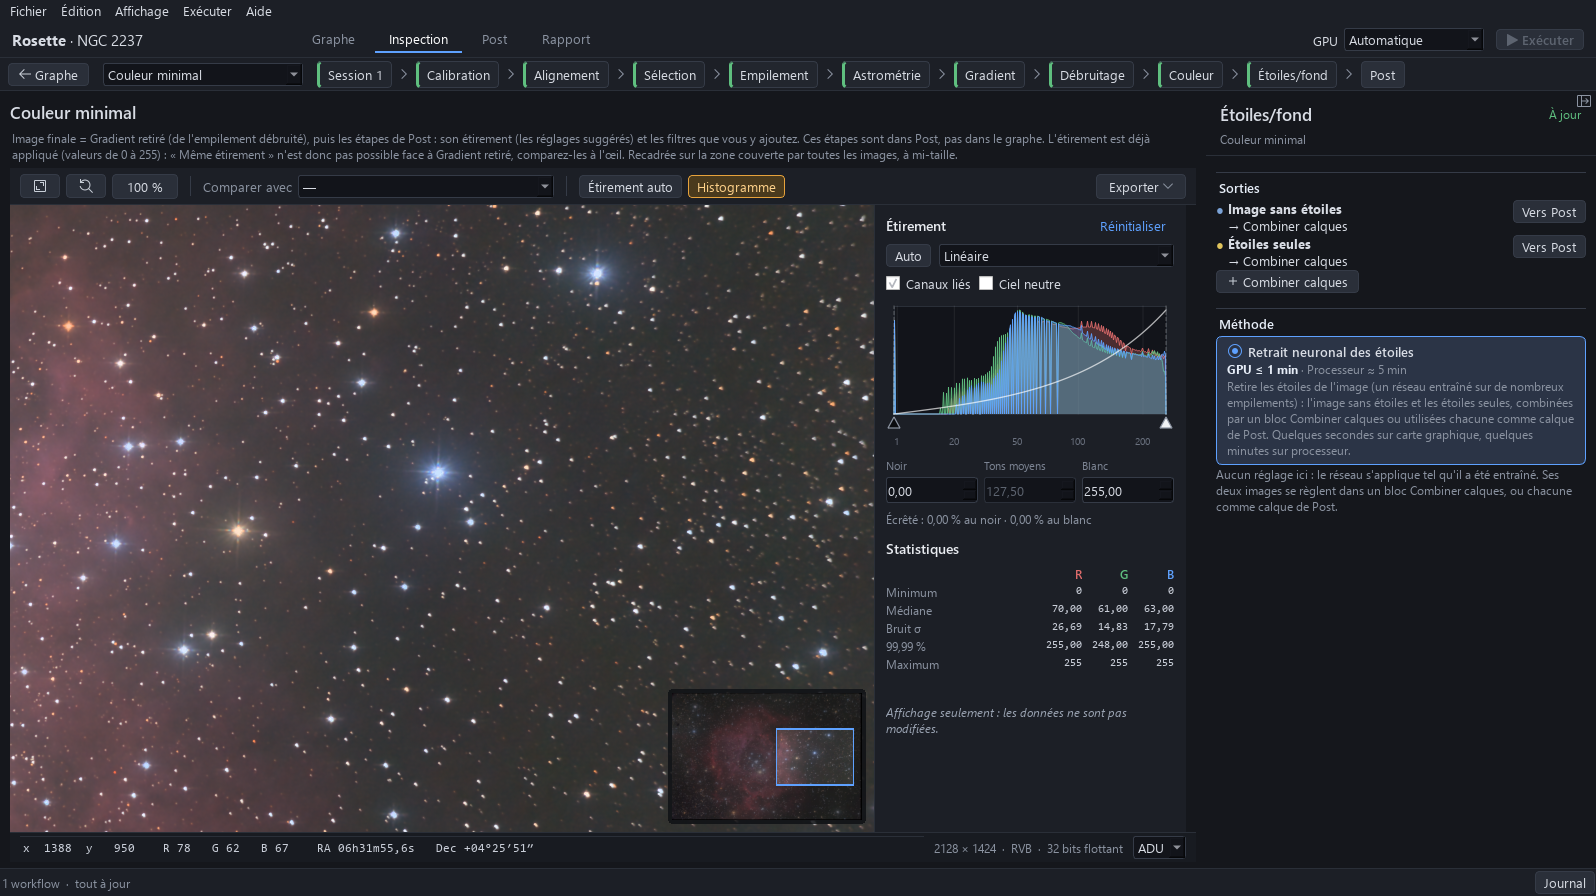 Fichier Édition Affichage Exécuter Aide
Rosette · NGC 2237 Graphe Inspection Post Rapport GPU Automatique Exécuter
Graphe Couleur minimal Session 1 Calibration Alignement Sélection Empilement Astrométrie Gradient Débruitage Couleur Étoiles/fond Post
Couleur minimal
Image finale = Gradient retiré (de l'empilement débruité), puis les étapes de Post : son étirement (les réglages suggérés) et les filtres que vous y ajoutez. Ces étapes sont dans Post, pas dans le graphe. L'étirement est déjà
appliqué (valeurs de 0 à 255) : « Même étirement » n'est donc pas possible face à Gradient retiré, comparez-les à l'œil. Recadrée sur la zone couverte par toutes les images, à mi-taille.
100 % Comparer avec — Étirement auto Histogramme Exporter
Étirement Réinitialiser
Auto Linéaire
Canaux liés Ciel neutre
1 20 50 100 200
Noir Tons moyens Blanc
0,00 127,50 255,00
Écrêté : 0,00 % au noir · 0,00 % au blanc
Statistiques
R G B
Minimum 0 0 0
Médiane 70,00 61,00 63,00
Bruit σ 26,69 14,83 17,79
99,99 % 255,00 248,00 255,00
Maximum 255 255 255
Affichage seulement : les données ne sont pas
modifiées.
x 1388 y 950 R 78 G 62 B 67 RA 06h31m55,6s Dec +04°25’51” 2128 × 1424 · RVB · 32 bits flottant ADU
Étoiles/fond À jour
Couleur minimal
Sorties
Image sans étoiles Vers Post
→ Combiner calques
Étoiles seules Vers Post
→ Combiner calques
+ Combiner calques
Méthode
Retrait neuronal des étoiles
GPU ≤ 1 min · Processeur ≈ 5 min
Retire les étoiles de l'image (un réseau entraîné sur de nombreux
empilements) : l'image sans étoiles et les étoiles seules, combinées
par un bloc Combiner calques ou utilisées chacune comme calque
de Post. Quelques secondes sur carte graphique, quelques
minutes sur processeur.
Aucun réglage ici : le réseau s'applique tel qu'il a été entraîné. Ses
deux images se règlent dans un bloc Combiner calques, ou chacune
comme calque de Post.
1 workflow · tout à jour Journal